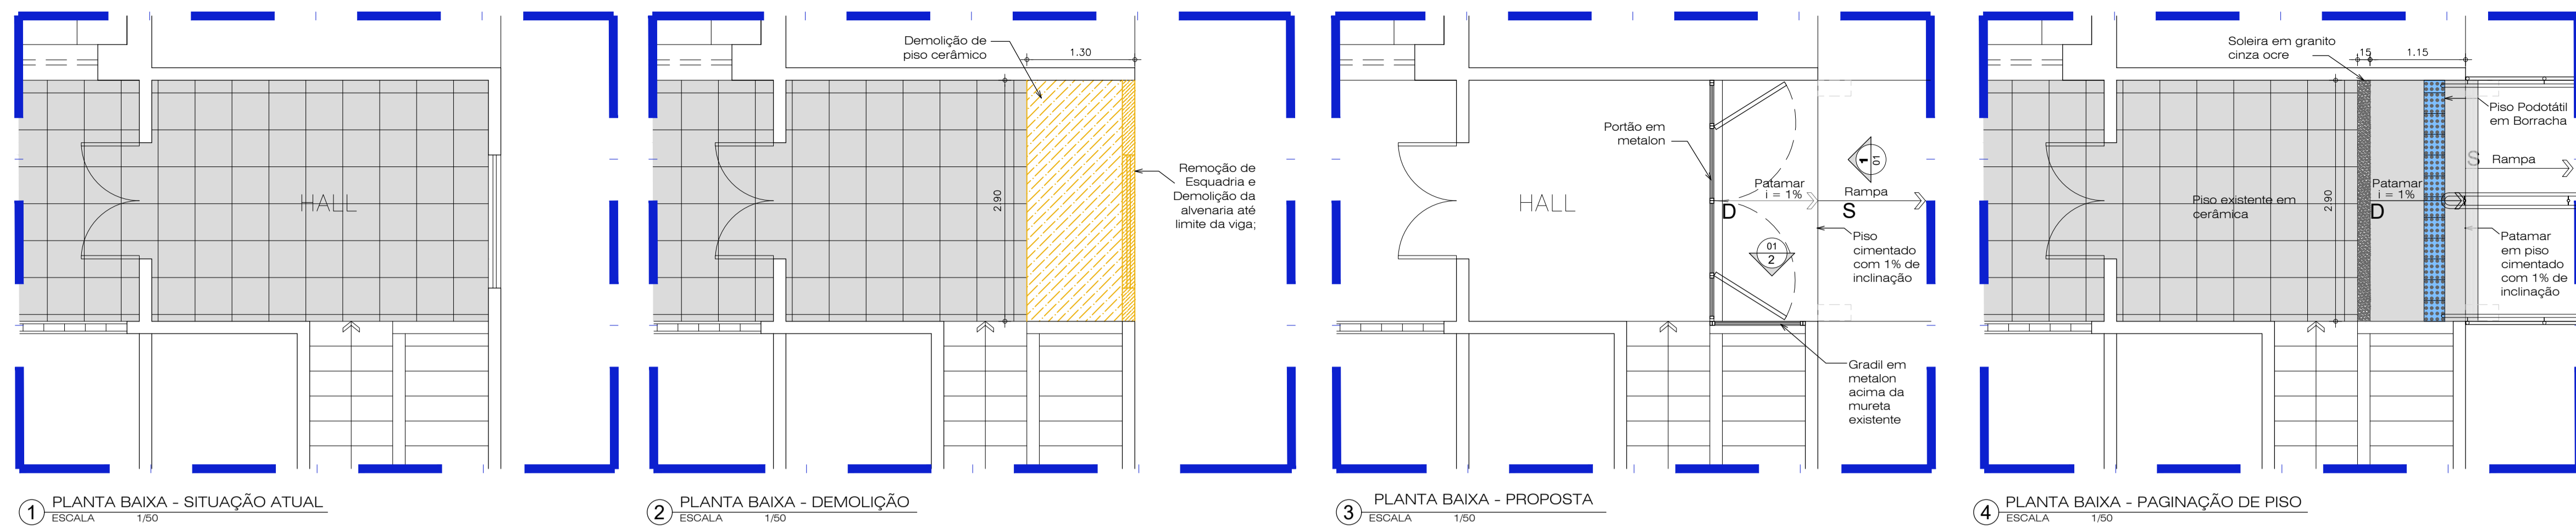 HALL
1 PLANTA BAIXA - SITUAÇÃO ATUAL
ESCALA 1/50
Demolição de
piso cerâmico
1.30
2.90
Remoção de
Esquadria e
Demolição da
alvenaria até
limite da viga;
2 PLANTA BAIXA - DEMOLIÇÃO
ESCALA 1/50
Portão em
metalon
HALL
1
01
Patamar
i = 1%
Rampa
D
S
01
2
Piso
cimentado
com 1% de
inclinação
Gradil em
metalon
acima da
mureta
existente
3 PLANTA BAIXA - PROPOSTA
ESCALA 1/50
Soleira em granito
cinza ocre
.15
1.15
Piso Podotátil
em Borracha
S Rampa
Patamar
i = 1%
D
Piso existente em
cerâmica
2.90
Patamar
em piso
cimentado
com 1% de
inclinação
4 PLANTA BAIXA - PAGINAÇÃO DE PISO
ESCALA 1/50